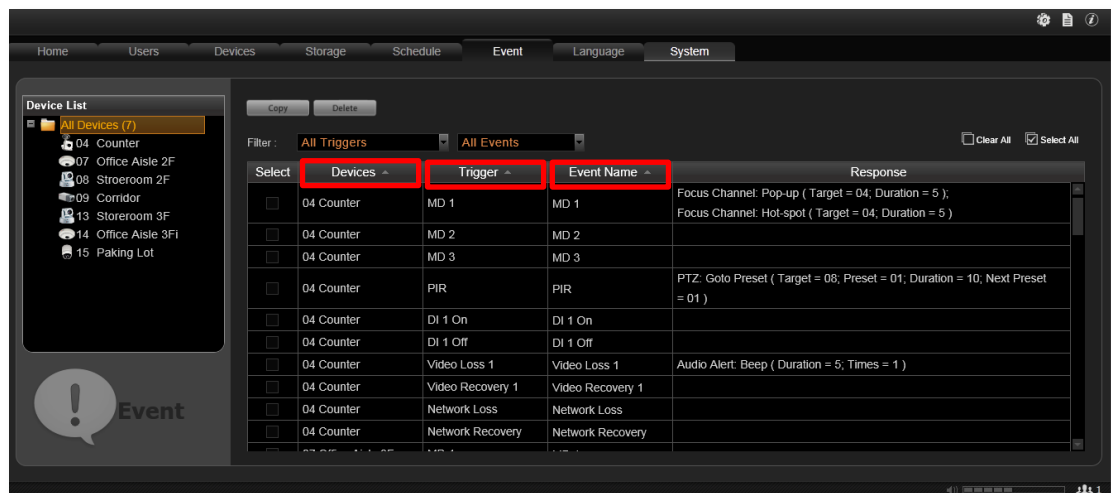 Home Users Devices Storage Schedule Event Language System
Device List
All Devices (7)
04 Counter
07 Office Aisle 2F
08 Stroeroom 2F
09 Corridor
13 Storeroom 3F
14 Office Aisle 3Fi
15 Paking Lot
Event
Copy Delete
Filter : All Triggers All Events Clear All Select All
Select Devices Trigger Event Name Response
04 Counter MD 1 MD 1 Focus Channel: Pop-up ( Target = 04; Duration = 5 );
Focus Channel: Hot-spot ( Target = 04; Duration = 5 )
04 Counter MD 2 MD 2
04 Counter MD 3 MD 3
04 Counter PIR PIR PTZ: Goto Preset ( Target = 08; Preset = 01; Duration = 10; Next Preset
= 01 )
04 Counter DI 1 On DI 1 On
04 Counter DI 1 Off DI 1 Off
04 Counter Video Loss 1 Video Loss 1 Audio Alert: Beep ( Duration = 5; Times = 1 )
04 Counter Video Recovery 1 Video Recovery 1
04 Counter Network Loss Network Loss
04 Counter Network Recovery Network Recovery
1